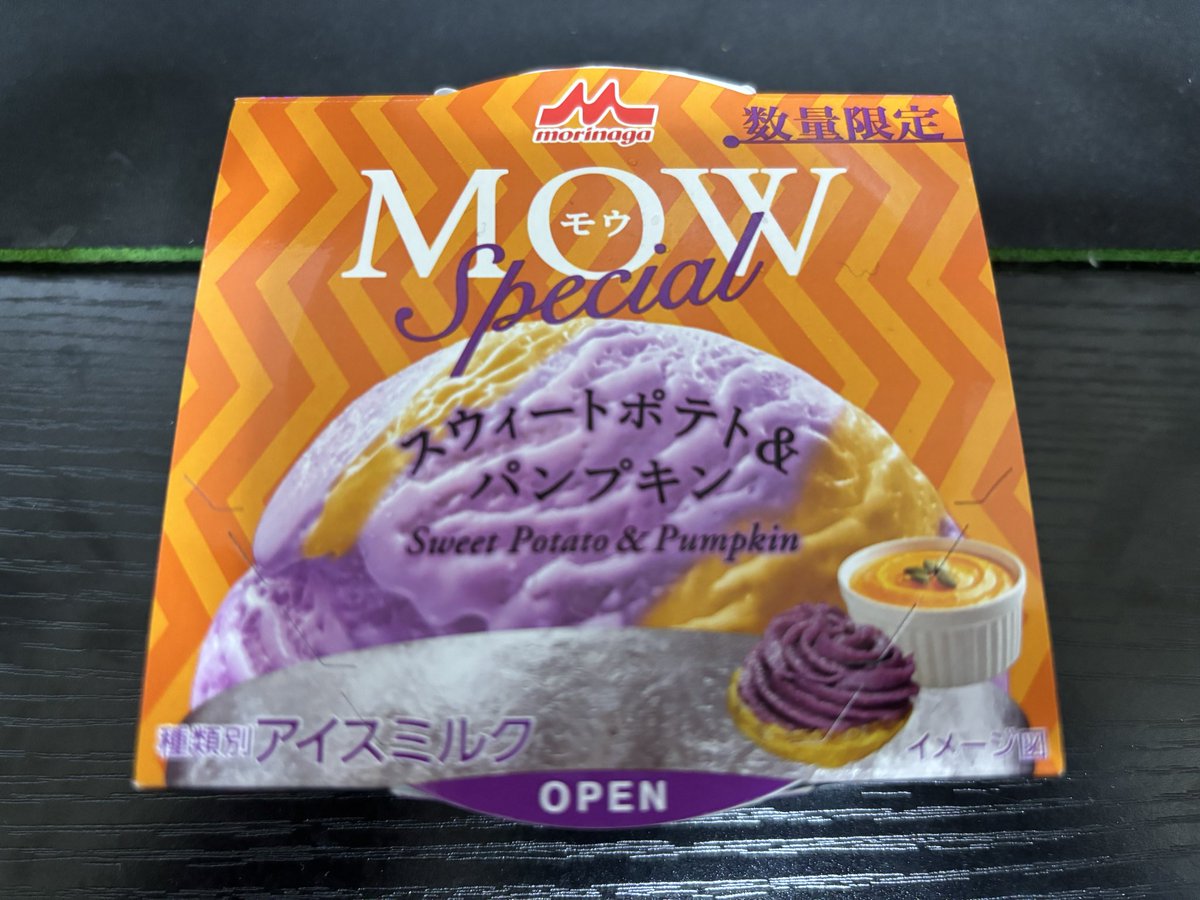 morinaga
数量限定
MOW
モウ
Special
スウィートポテト&
パンプキン
Sweet Potato & Pumpkin
種類別アイスミルク
イメージ図
OPEN